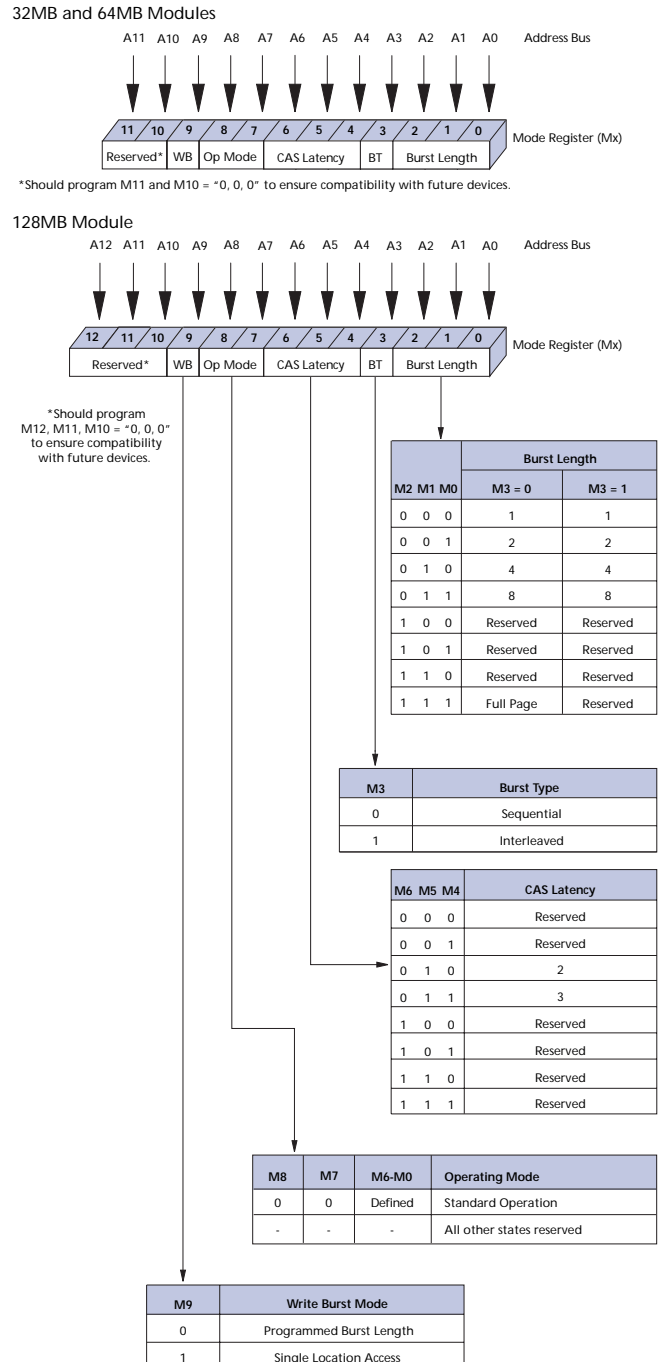 32MB and 64MB Modules
A11 A10 A9 A8 A7 A6 A5 A4 A3 A2 A1 A0 Address Bus
11 10 9 8 7 6 5 4 3 2 1 0 Mode Register (Mx)
Reserved* WB Op Mode CAS Latency BT Burst Length
*Should program M11 and M10 = “0, 0, 0” to ensure compatibility with future devices.
128MB Module
A12 A11 A10 A9 A8 A7 A6 A5 A4 A3 A2 A1 A0 Address Bus
12 11 10 9 8 7 6 5 4 3 2 1 0 Mode Register (Mx)
Reserved* WB Op Mode CAS Latency BT Burst Length
*Should program
M12, M11, M10 = “0, 0, 0”
to ensure compatibility
with future devices.
Burst Length
M2 M1 M0 M3 = 0 M3 = 1
0 0 0 1 1
0 0 1 2 2
0 1 0 4 4
0 1 1 8 8
1 0 0 Reserved Reserved
1 0 1 Reserved Reserved
1 1 0 Reserved Reserved
1 1 1 Full Page Reserved
M3 Burst Type
0 Sequential
1 Interleaved
M6 M5 M4 CAS Latency
0 0 0 Reserved
0 0 1 Reserved
0 1 0 2
0 1 1 3
1 0 0 Reserved
1 0 1 Reserved
1 1 0 Reserved
1 1 1 Reserved
M8 M7 M6-M0 Operating Mode
0 0 Defined Standard Operation
- - - All other states reserved
M9 Write Burst Mode
0 Programmed Burst Length
1 Single Location Access